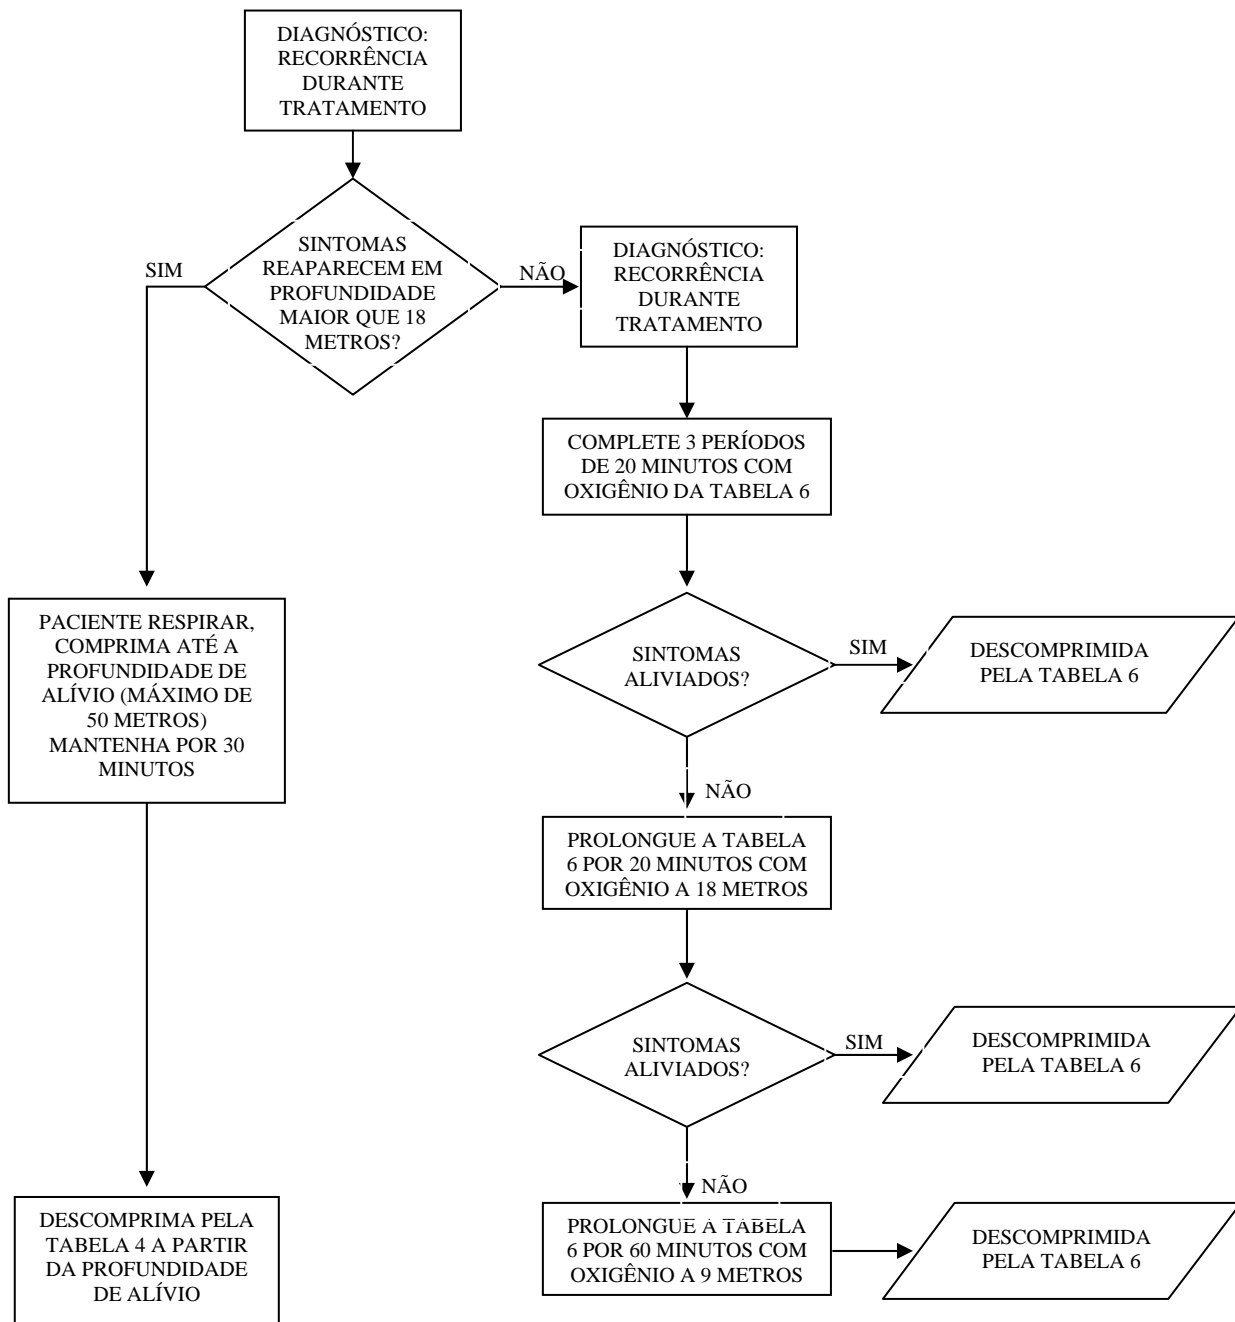 DIAGNÓSTICO:
RECORRÊNCIA
DURANTE
TRATAMENTO
SINTOMAS
REAPARECEM EM
PROFUNDIDADE
MAIOR QUE 18
METROS?
SIM
NÃO
DIAGNÓSTICO:
RECORRÊNCIA
DURANTE
TRATAMENTO
COMPLETE 3 PERÍODOS
DE 20 MINUTOS COM
OXIGÊNIO DA TABELA 6
PACIENTE RESPIRAR,
COMPRIMA ATÉ A
PROFUNDIDADE DE
ALÍVIO (MÁXIMO DE
50 METROS)
MANTENHA POR 30
MINUTOS
SINTOMAS
ALIVIADOS?
SIM
DESCOMPRIMIDA
PELA TABELA 6
NÃO
PROLONGUE A TABELA
6 POR 20 MINUTOS COM
OXIGÊNIO A 18 METROS
SINTOMAS
ALIVIADOS?
SIM
DESCOMPRIMIDA
PELA TABELA 6
NÃO
DESCOMPRIMA PELA
TABELA 4 A PARTIR
DA PROFUNDIDADE
DE ALÍVIO
PROLONGUE A TABELA
6 POR 60 MINUTOS COM
OXIGÊNIO A 9 METROS
DESCOMPRIMIDA
PELA TABELA 6